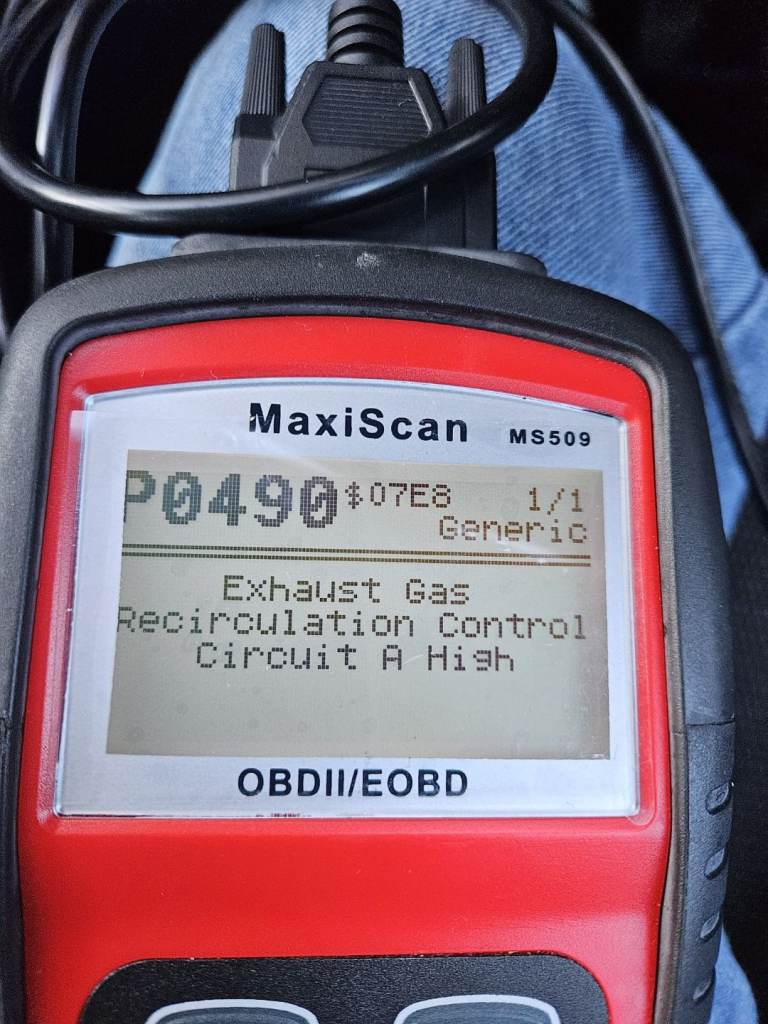 MaxiScan MS509
P0490 $07E8 1/1
Generic
Exhaust Gas
Recirculation Control
Circuit A High
OBDII/EOBD